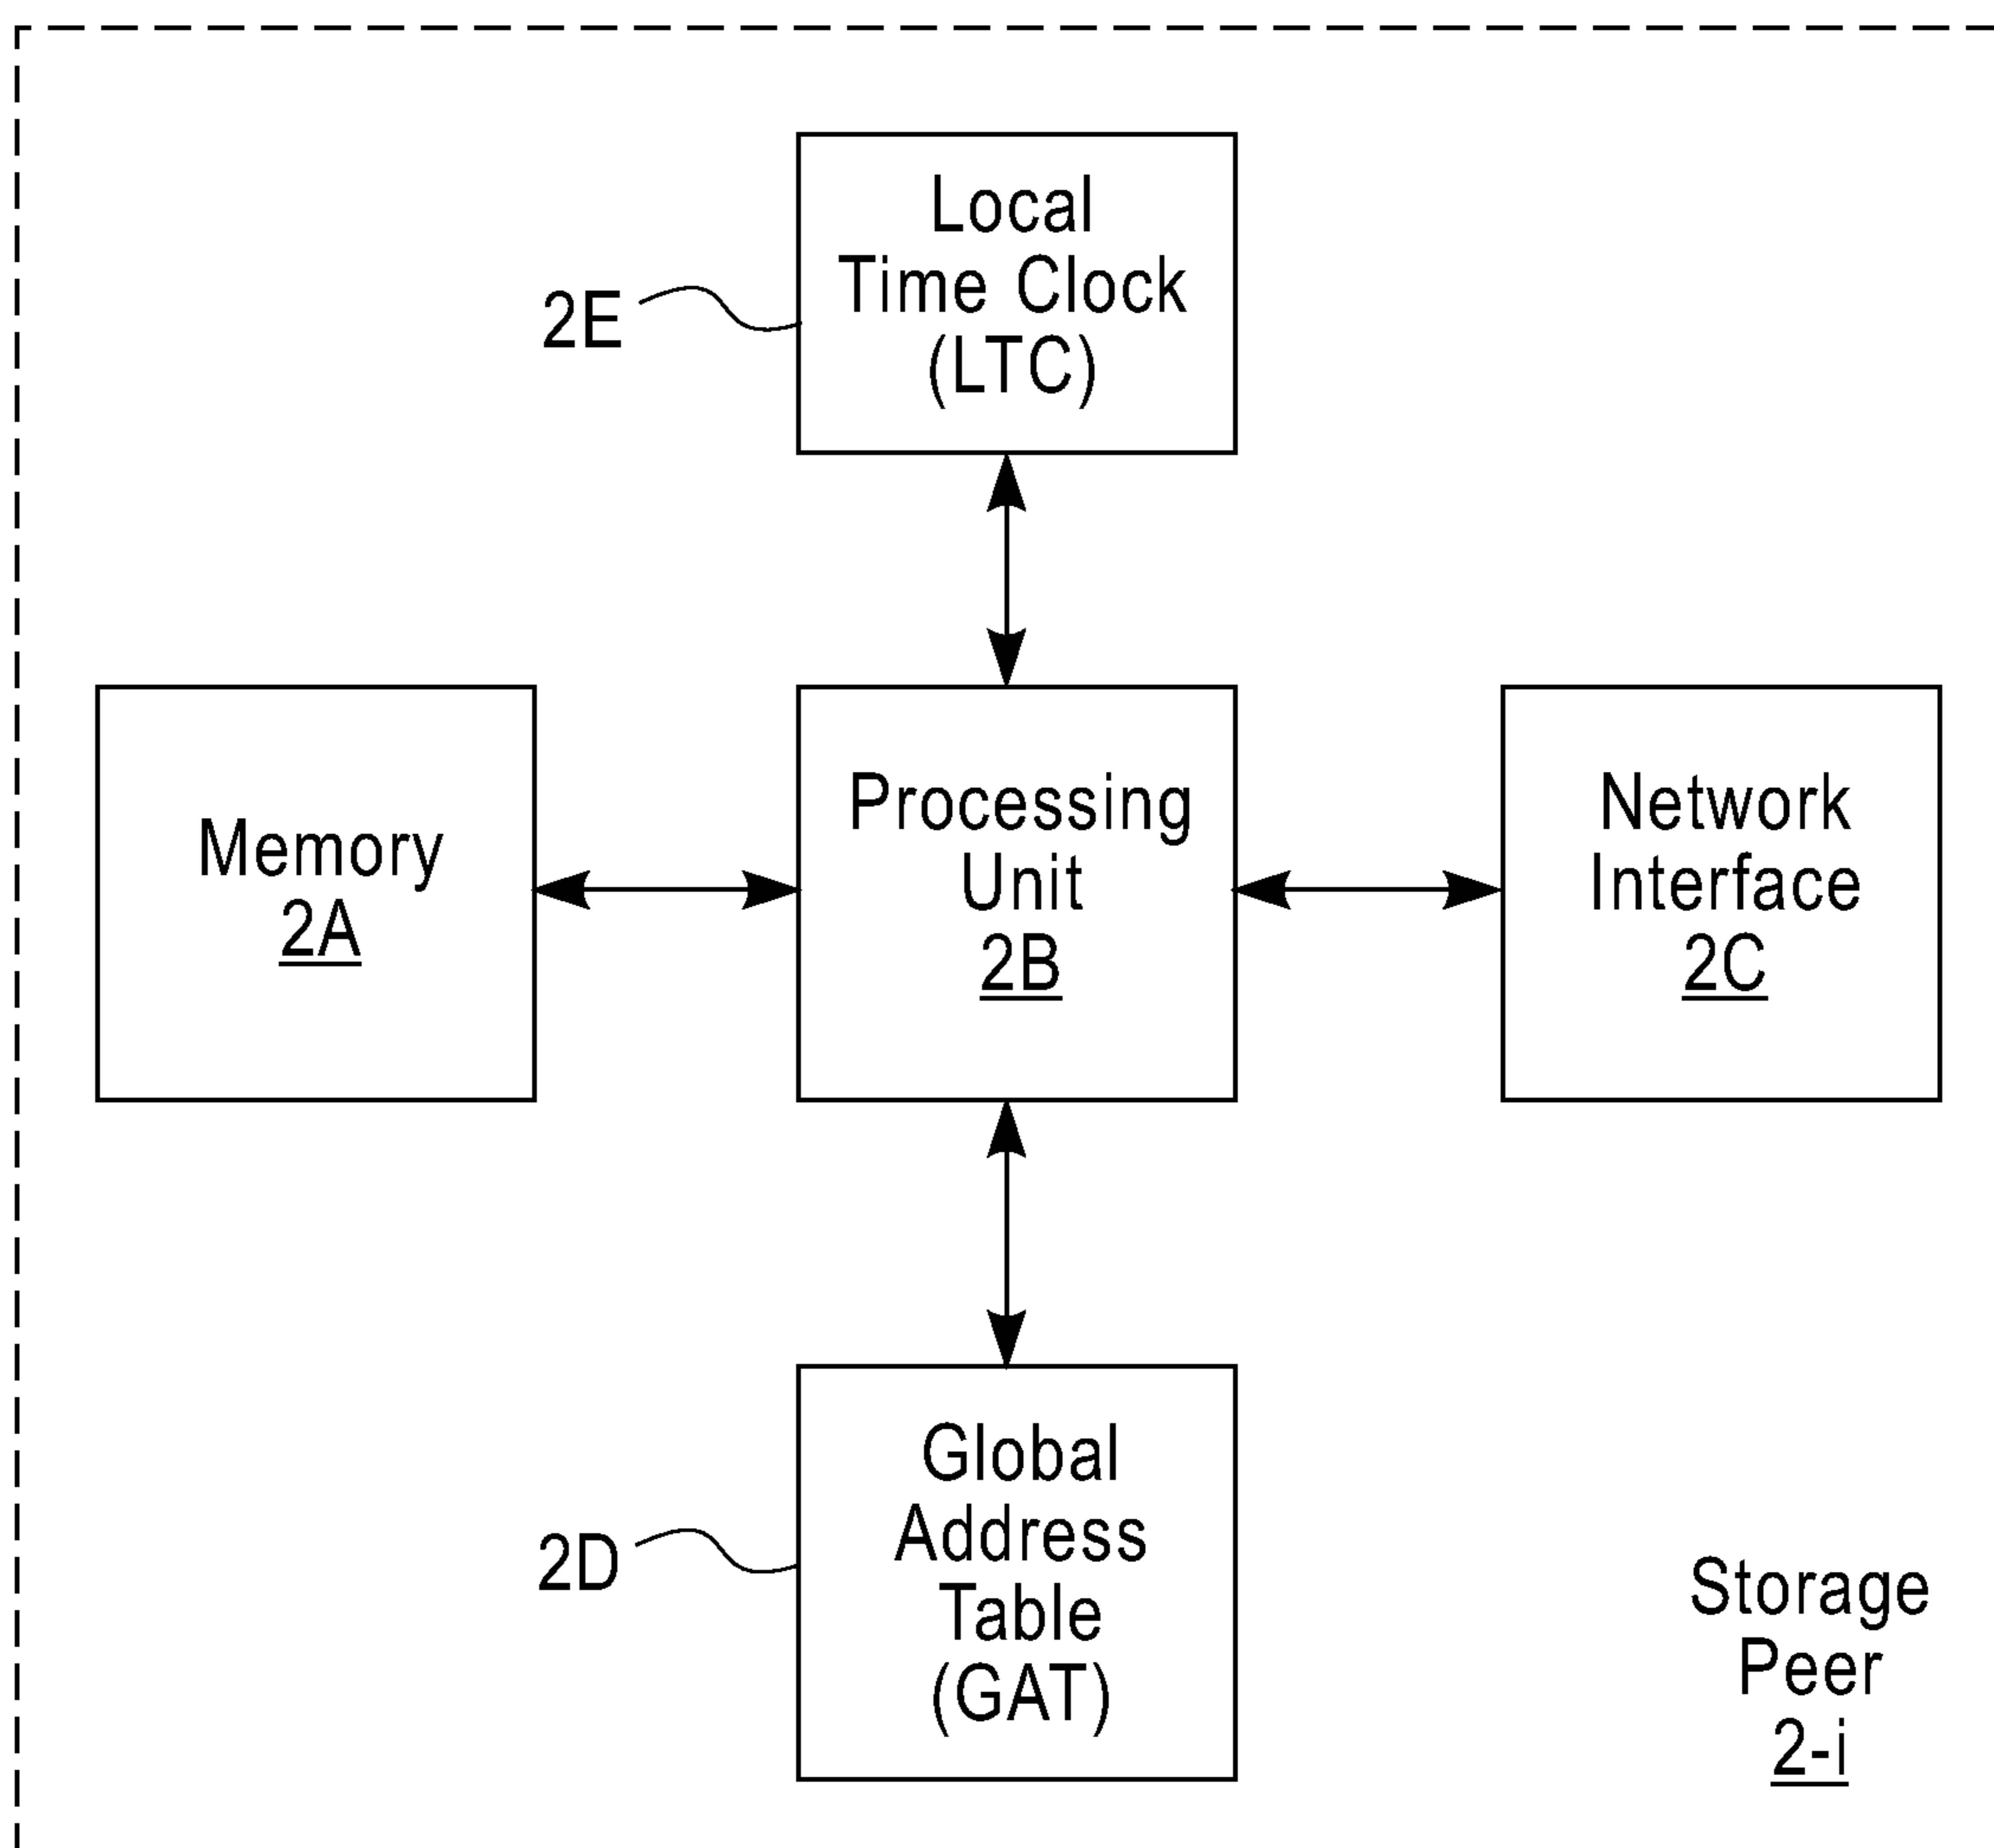 Local
Time Clock
(LTC)
2E
Memory
2A
Processing
Unit
2B
Network
Interface
2C
Global
Address
Table
(GAT)
2D
Storage
Peer
2-i